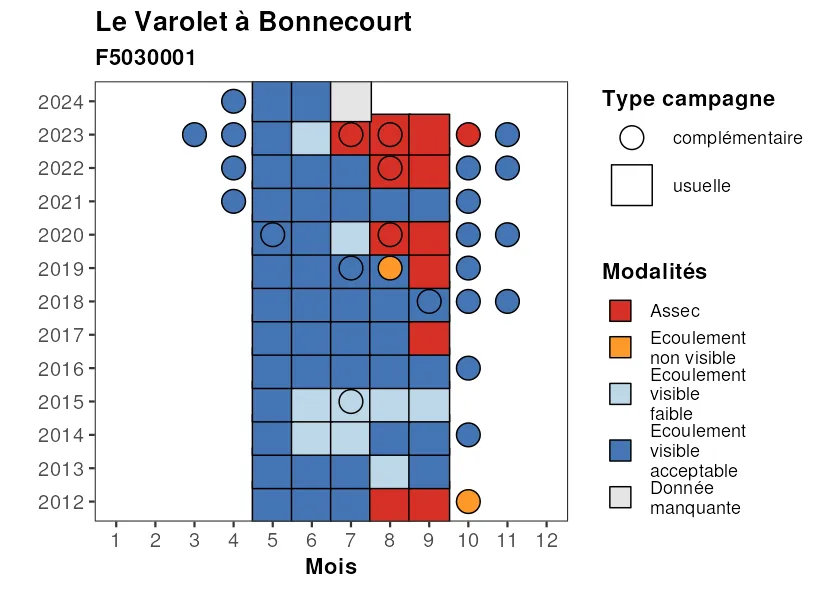 Le Varolet à Bonnecourt
F5030001
2024
2023
2022
2021
2020
2019
2018
2017
2016
2015
2014
2013
2012
1 2 3 4 5 6 7 8 9 10 11 12
Mois
Type campagne
complémentaire
usuelle
Modalités
Assec
Ecoulement
non visible
Ecoulement
visible
faible
Ecoulement
visible
acceptable
Donnée
manquante